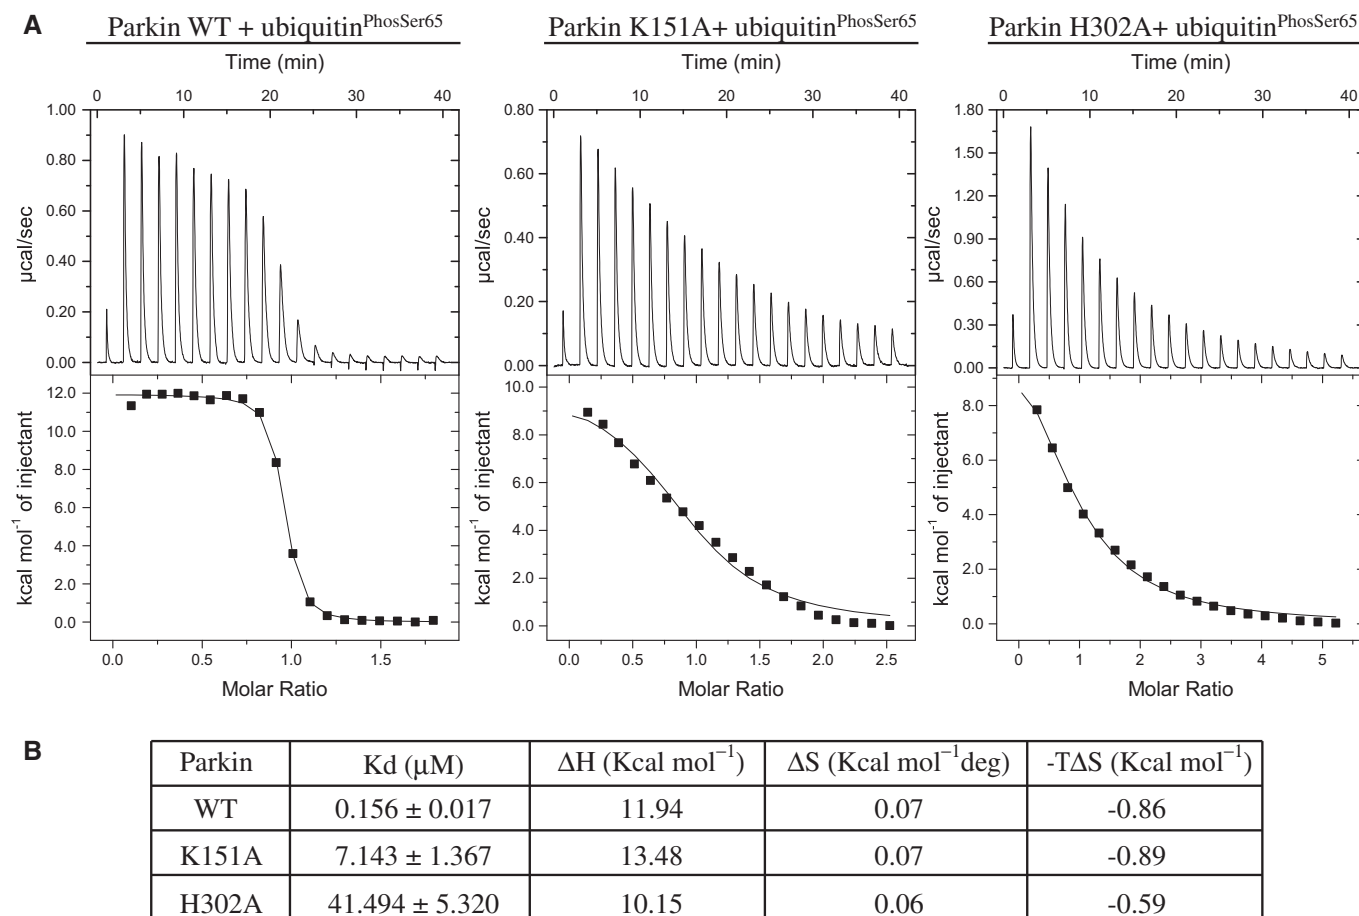 A
Parkin WT + ubiquitin^PhosSer65
Time (min)
0 10 20 30 40
1.00
0.80
0.60
0.40
0.20
0.00
µcal/sec
12.0
10.0
8.0
6.0
4.0
2.0
0.0
kcal mol⁻¹ of injectant
0.0 0.5 1.0 1.5
Molar Ratio
Parkin K151A+ ubiquitin^PhosSer65
Time (min)
0 10 20 30 40
0.80
0.60
0.40
0.20
0.00
µcal/sec
10.0
8.0
6.0
4.0
2.0
0.0
kcal mol⁻¹ of injectant
0.0 0.5 1.0 1.5 2.0 2.5
Molar Ratio
Parkin H302A+ ubiquitin^PhosSer65
Time (min)
0 10 20 30 40
1.80
1.50
1.20
0.90
0.60
0.30
0.00
µcal/sec
8.0
6.0
4.0
2.0
0.0
kcal mol⁻¹ of injectant
0 1 2 3 4 5
Molar Ratio
B
Parkin Kd (µM) ΔH (Kcal mol⁻¹) ΔS (Kcal mol⁻¹deg) -TΔS (Kcal mol⁻¹)
WT 0.156 ± 0.017 11.94 0.07 -0.86
K151A 7.143 ± 1.367 13.48 0.07 -0.89
H302A 41.494 ± 5.320 10.15 0.06 -0.59